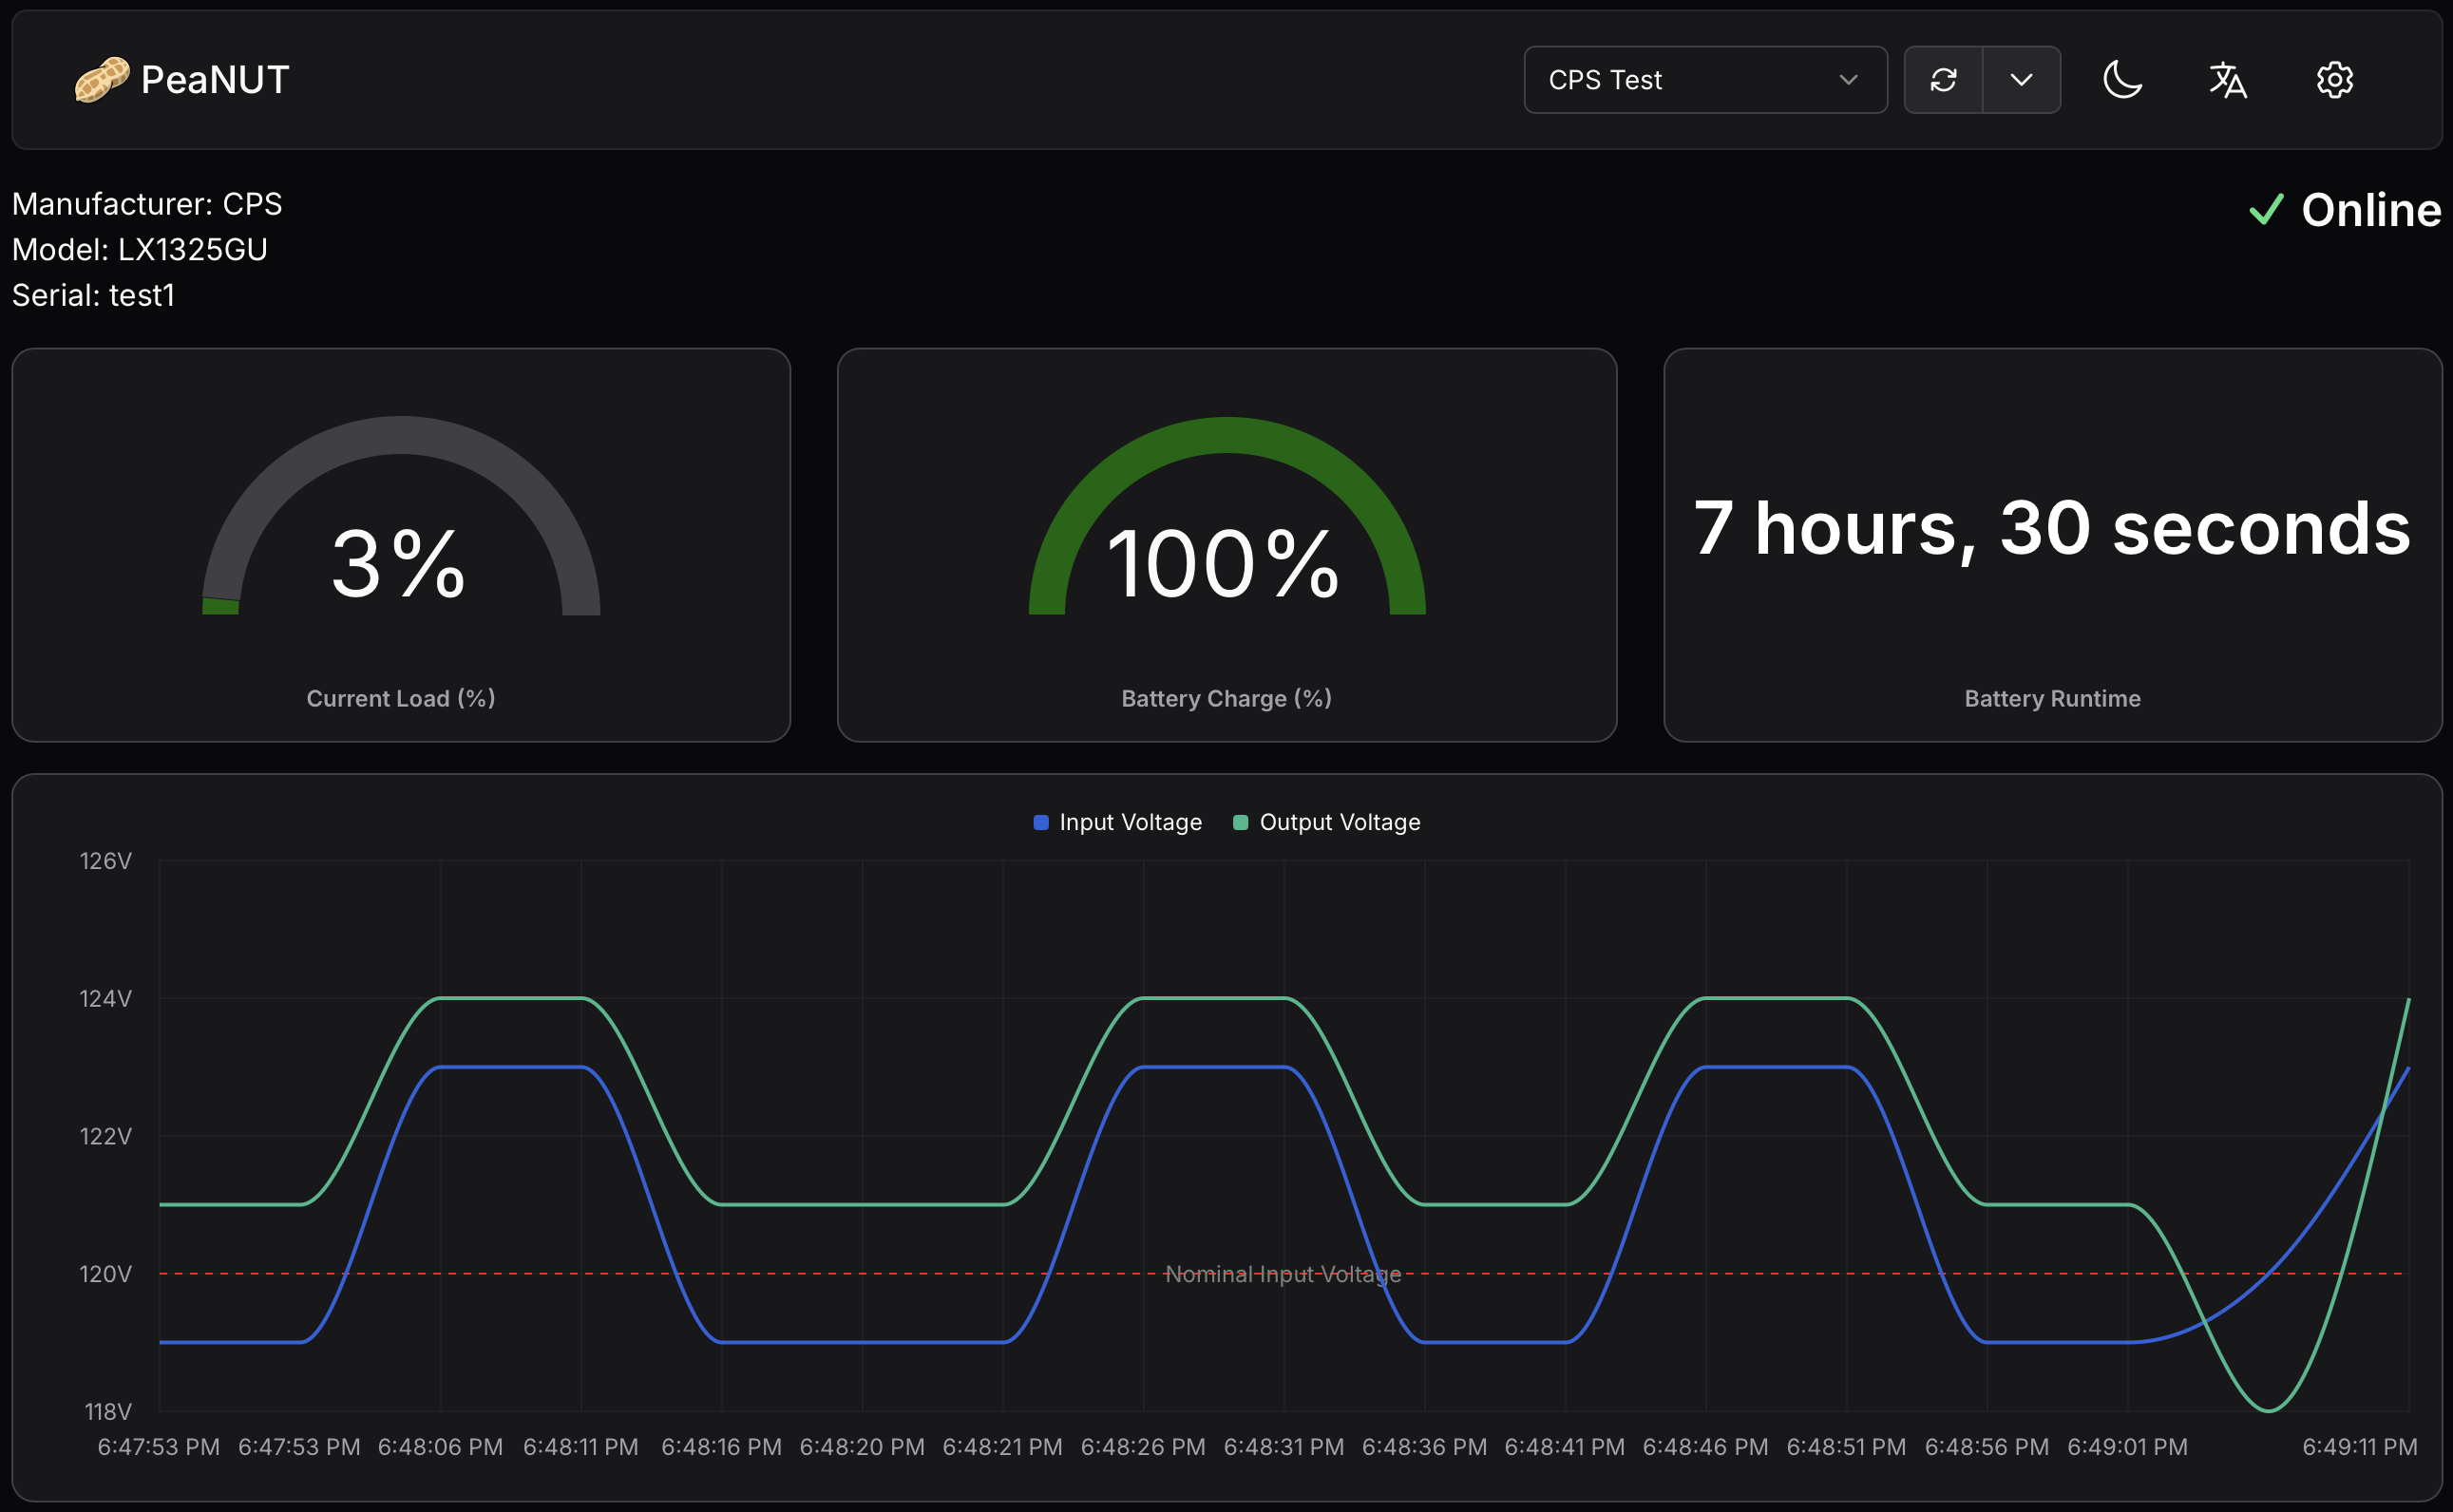 PeaNUT
CPS Test
Manufacturer: CPS
Model: LX1325GU
Serial: test1
Online
3%
Current Load (%)
100%
Battery Charge (%)
7 hours, 30 seconds
Battery Runtime
Input Voltage
Output Voltage
126V
124V
122V
120V
118V
Nominal Input Voltage
6:47:53 PM
6:47:53 PM
6:48:06 PM
6:48:11 PM
6:48:16 PM
6:48:20 PM
6:48:21 PM
6:48:26 PM
6:48:31 PM
6:48:36 PM
6:48:41 PM
6:48:46 PM
6:48:51 PM
6:48:56 PM
6:49:01 PM
6:49:11 PM